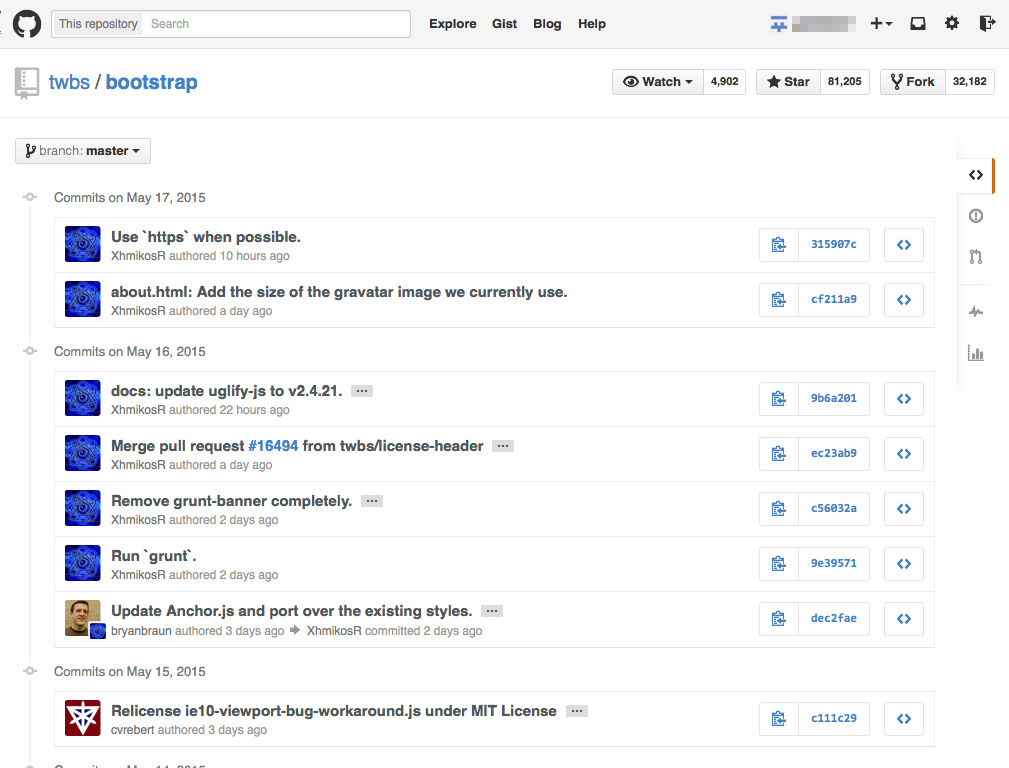 This repository Search Explore Gist Blog Help
twbs / bootstrap Watch 4,902 Star 81,205 Fork 32,182
branch: master
Commits on May 17, 2015
Use `https` when possible.
XhmikosR authored 10 hours ago
315907c
about.html: Add the size of the gravatar image we currently use.
XhmikosR authored a day ago
cf211a9
Commits on May 16, 2015
docs: update uglify-js to v2.4.21. …
XhmikosR authored 22 hours ago
9b6a201
Merge pull request #16494 from twbs/license-header …
XhmikosR authored a day ago
ec23ab9
Remove grunt-banner completely. …
XhmikosR authored 2 days ago
c56032a
Run `grunt`.
XhmikosR authored 2 days ago
9e39571
Update Anchor.js and port over the existing styles. …
bryanbraun authored 3 days ago XhmikosR committed 2 days ago
dec2fae
Commits on May 15, 2015
Relicense ie10-viewport-bug-workaround.js under MIT License …
cvrebert authored 3 days ago
c111c29